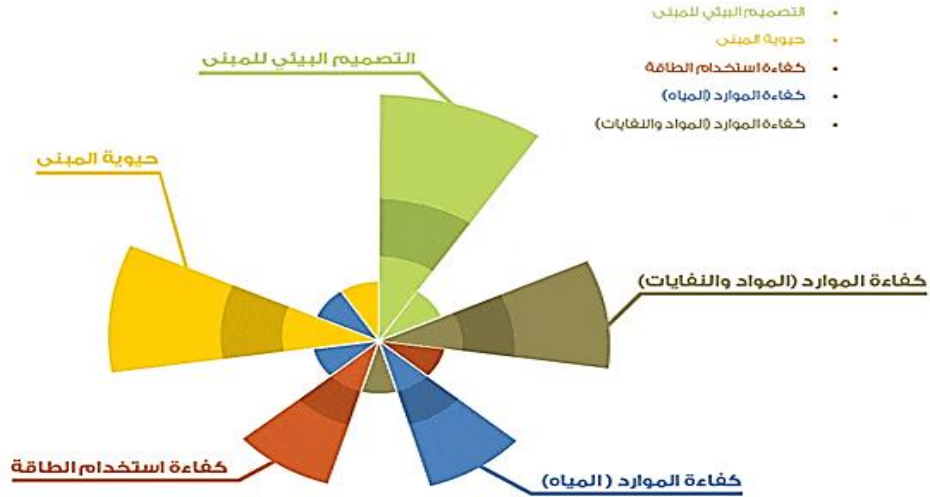 التصميم البيئي للمبنى
حيوية المبنى
كفاءة استخدام الطاقة
كفاءة الموارد (المياه)
كفاءة الموارد (المواد والنفايات)
التصميم البيئي للمبنى
حيوية المبنى
كفاءة الموارد (المواد والنفايات)
كفاءة استخدام الطاقة
كفاءة الموارد ( المياه)